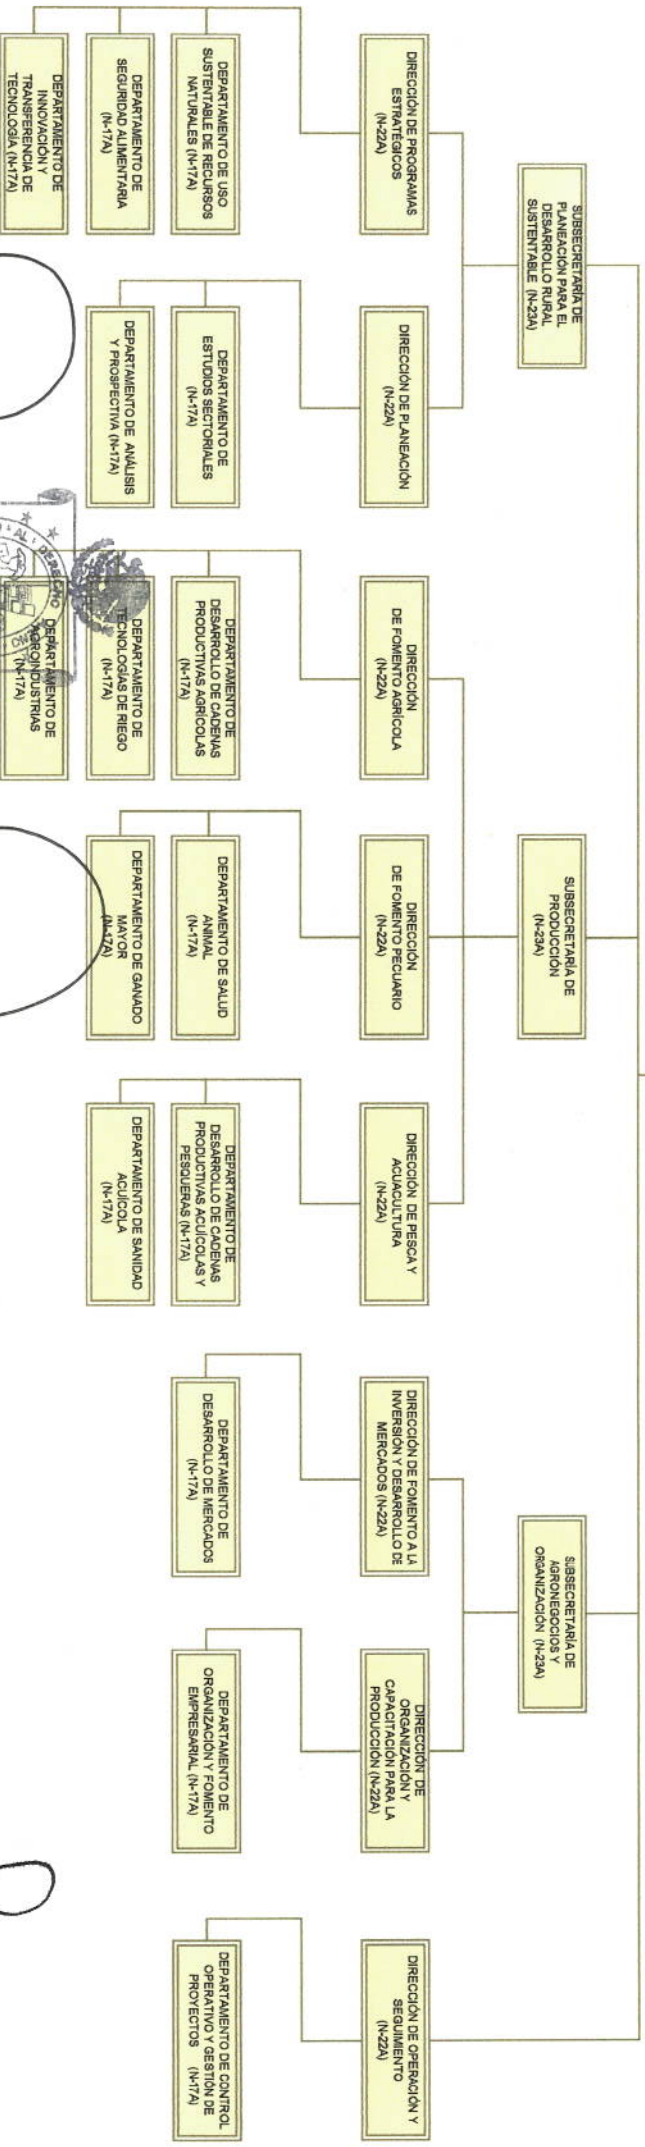 SUBSECRETARÍA DE
PLANEACIÓN PARA EL
DESARROLLO RURAL
SUSTENTABLE (N-23A)
SUBSECRETARÍA DE
PRODUCCIÓN
(N-23A)
SUBSECRETARÍA DE
AGRONEGOCIOS Y
ORGANIZACIÓN (N-23A)
DIRECCIÓN DE PROGRAMAS
ESTRATÉGICOS
(N-22A)
DIRECCIÓN DE PLANEACIÓN
(N-22A)
DIRECCIÓN
DE FOMENTO AGRÍCOLA
(N-22A)
DIRECCIÓN
DE FOMENTO PECUARIO
(N-22A)
DIRECCIÓN DE PESCA Y
ACUACULTURA
(N-22A)
DIRECCIÓN DE FOMENTO A LA
INVERSIÓN Y DESARROLLO DE
MERCADOS (N-22A)
DIRECCIÓN DE
ORGANIZACIÓN Y
CAPACITACIÓN PARA LA
PRODUCCIÓN (N-22A)
DIRECCIÓN DE OPERACIÓN Y
SEGUIMIENTO
(N-22A)
DEPARTAMENTO DE USO
SUSTENTABLE DE RECURSOS
NATURALES (N-17A)
DEPARTAMENTO DE
ESTUDIOS SECTORIALES
(N-17A)
DEPARTAMENTO DE
DESARROLLO DE CADENAS
PRODUCTIVAS AGRÍCOLAS
(N-17A)
DEPARTAMENTO DE SALUD
ANIMAL
(N-17A)
DEPARTAMENTO DE
DESARROLLO DE CADENAS
PRODUCTIVAS ACUÍCOLAS Y
PESQUERAS (N-17A)
DEPARTAMENTO DE
DESARROLLO DE MERCADOS
(N-17A)
DEPARTAMENTO DE
ORGANIZACIÓN Y FOMENTO
EMPRESARIAL (N-17A)
DEPARTAMENTO DE CONTROL
OPERATIVO Y GESTIÓN DE
PROYECTOS (N-17A)
DEPARTAMENTO DE
SEGURIDAD ALIMENTARIA
(N-17A)
DEPARTAMENTO DE ANÁLISIS
Y PROSPECTIVA (N-17A)
DEPARTAMENTO DE
TECNOLOGÍAS DE RIEGO
(N-17A)
DEPARTAMENTO DE GANADO
MAYOR
(N-17A)
DEPARTAMENTO DE SANIDAD
ACUÍCOLA
(N-17A)
DEPARTAMENTO DE
INNOVACIÓN Y
TRANSFERENCIA DE
TECNOLOGÍA (N-17A)
DEPARTAMENTO DE
AGROINDUSTRIAS
(N-17A)
AL DERECHO